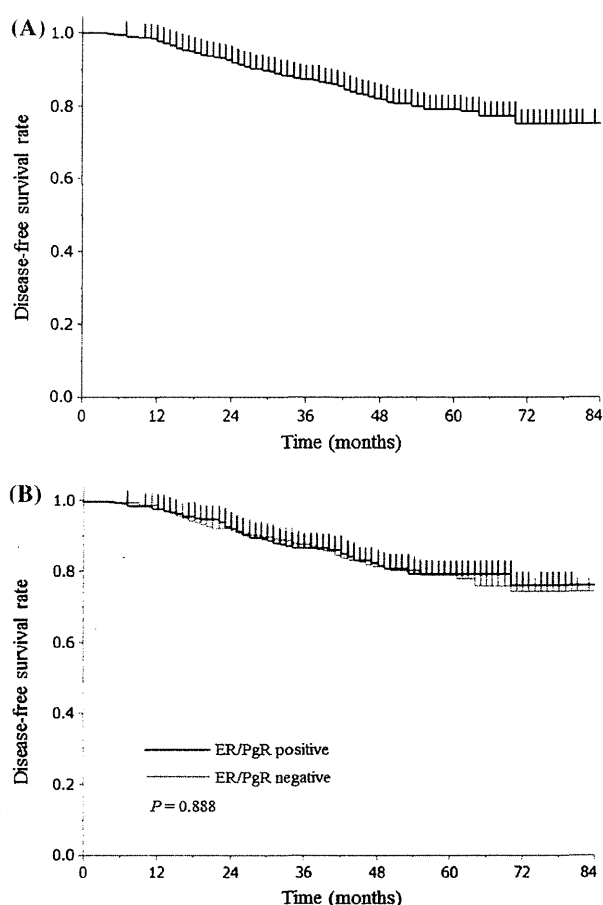 (A)
Disease-free survival rate
1.0
0.8
0.6
0.4
0.2
0.0
0 12 24 36 48 60 72 84
Time (months)
(B)
Disease-free survival rate
1.0
0.8
0.6
0.4
0.2
0.0
ER/PgR positive
ER/PgR negative
P = 0.888
0 12 24 36 48 60 72 84
Time (months)